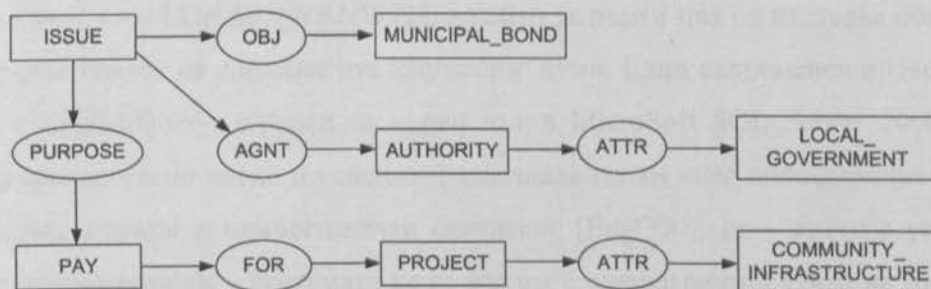 ISSUE OBJ MUNICIPAL_BOND
PURPOSE AGNT AUTHORITY ATTR LOCAL_
GOVERNMENT
PAY FOR PROJECT ATTR COMMUNITY_
INFRASTRUCTURE